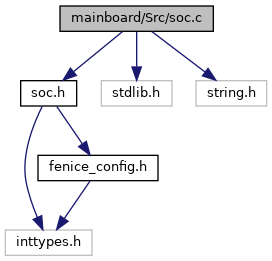 mainboard/Src/soc.c
soc.h
stdlib.h
string.h
fenice_config.h
inttypes.h